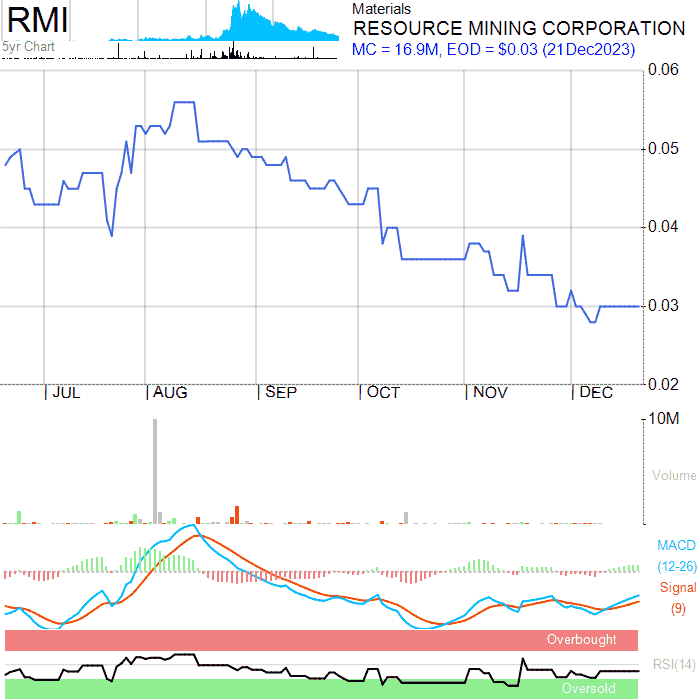 RMI
5yr Chart
Materials
RESOURCE MINING CORPORATION
MC = 16.9M, EOD = $0.03 (21Dec2023)
0.06
0.05
0.04
0.03
0.02
JUL AUG SEP OCT NOV DEC
10M
Volume
MACD
(12-26)
Signal
(9)
Overbought
RSI(14)
Oversold